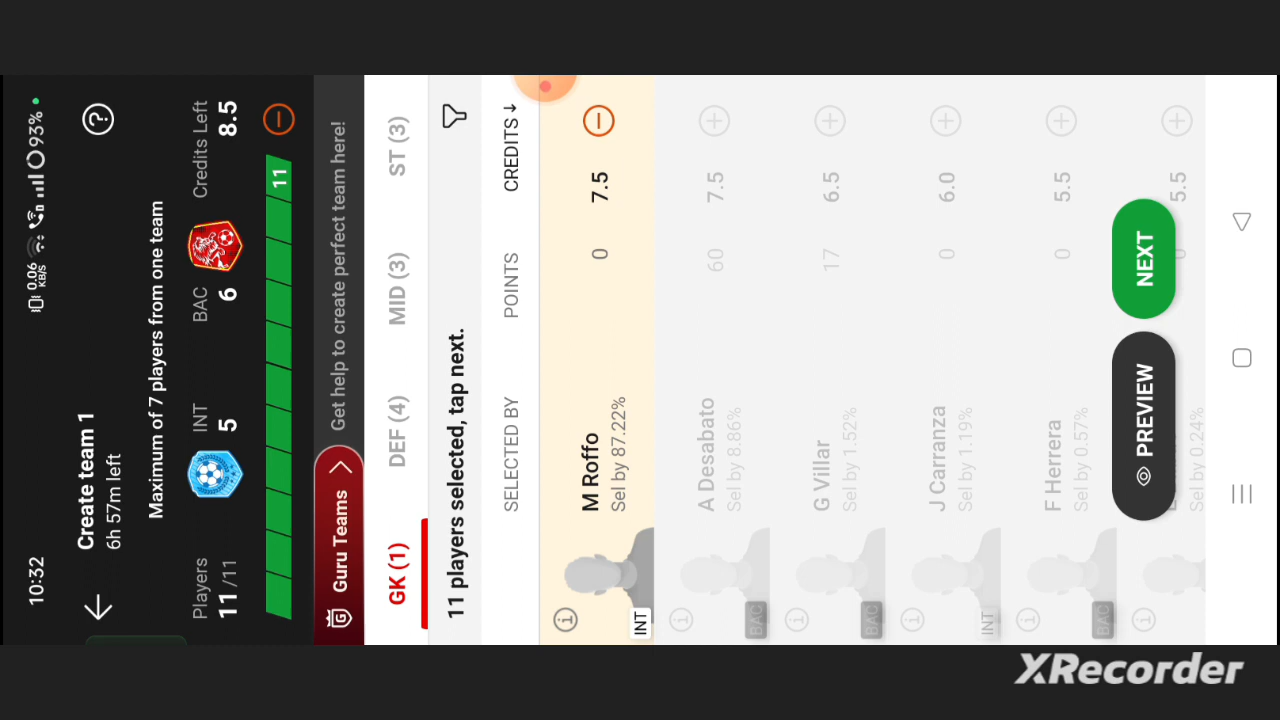 10:32
0.06 KB/S
93%
Create team 1
6h 57m left
Maximum of 7 players from one team
Players
11/11
INT
5
BAC
6
Credits Left
8.5
11
Guru Teams
Get help to create perfect team here!
GK (1)
DEF (4)
MID (3)
ST (3)
11 players selected, tap next.
SELECTED BY
POINTS
CREDITS
INT
M Roffo
Sel by 87.22%
0
7.5
BAC
A Desabato
Sel by 8.86%
60
7.5
BAC
G Villar
Sel by 1.52%
17
6.5
INT
J Carranza
Sel by 1.19%
0
6.0
BAC
F Herrera
Sel by 0.57%
0
5.5
Sel by 0.24%
5.5
PREVIEW
NEXT
XRecorder